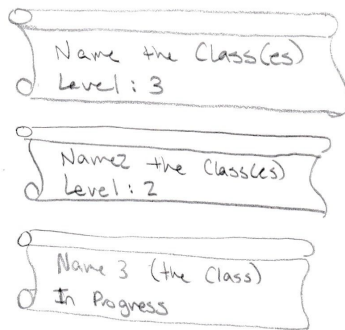 Name the Class(es)
Level: 3
Name2 the Class(es)
Level: 2
Name 3 (the Class)
In Progress